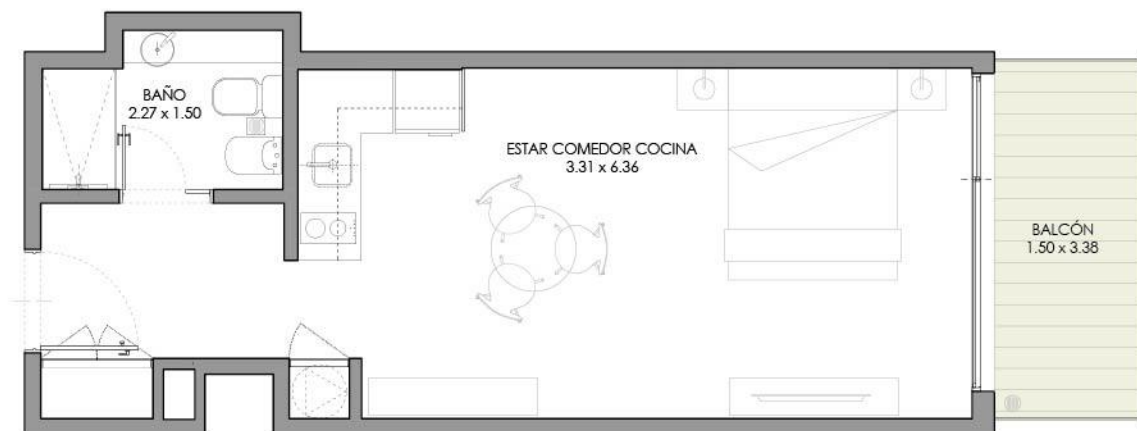 BAÑO
2.27 x 1.50
ESTAR COMEDOR COCINA
3.31 x 6.36
BALCÓN
1.50 x 3.38